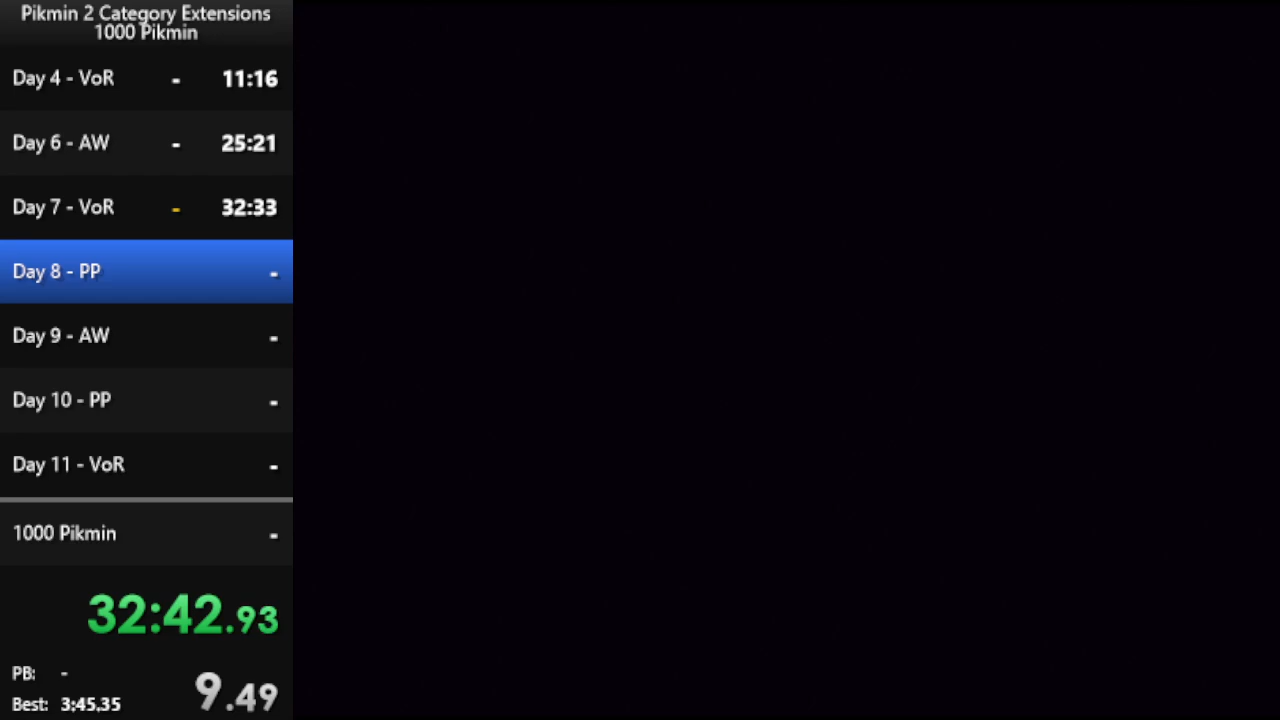 Pikmin 2 Category Extensions
1000 Pikmin
Day 4 - VoR - 11:16
Day 6 - AW - 25:21
Day 7 - VoR - 32:33
Day 8 - PP -
Day 9 - AW -
Day 10 - PP -
Day 11 - VoR -
1000 Pikmin -
32:42.93
PB: -
Best: 3:45.35
9.49